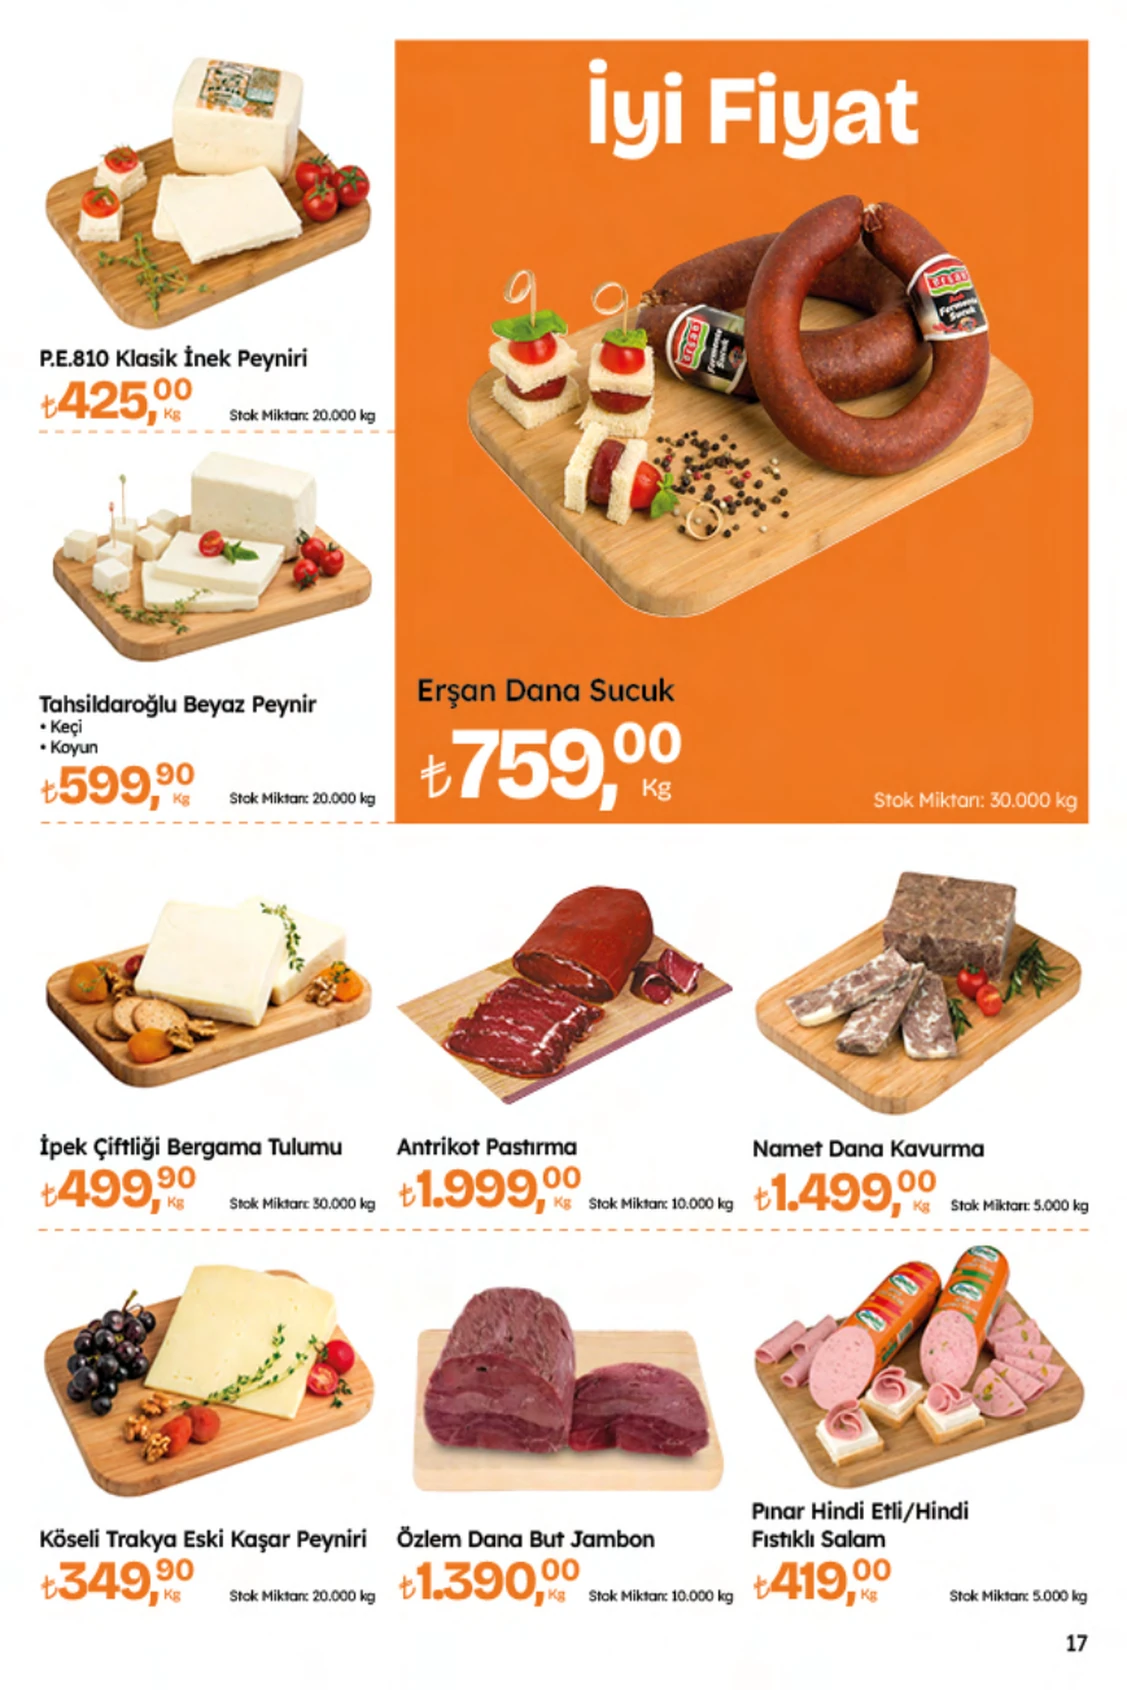 İyi Fiyat
P.E.810 Klasik İnek Peyniri
₺425,00 Kg
Stok Miktarı: 20.000 kg
Tahsildaroğlu Beyaz Peynir
• Keçi
• Koyun
₺599,90 Kg
Stok Miktarı: 20.000 kg
ERŞAN
Fermente
Sucuk
ERŞAN
Fermente
Sucuk
Erşan Dana Sucuk
₺759,00 Kg
Stok Miktarı: 30.000 kg
İpek Çiftliği Bergama Tulumu
₺499,90 Kg
Stok Miktarı: 30.000 kg
Antrikot Pastırma
₺1.999,00 Kg
Stok Miktarı: 10.000 kg
Namet Dana Kavurma
₺1.499,00 Kg
Stok Miktarı: 5.000 kg
Köseli Trakya Eski Kaşar Peyniri
₺349,90 Kg
Stok Miktarı: 20.000 kg
Özlem Dana But Jambon
₺1.390,00 Kg
Stok Miktarı: 10.000 kg
Pınar Hindi Etli/Hindi
Fıstıklı Salam
₺419,00 Kg
Stok Miktarı: 5.000 kg
17